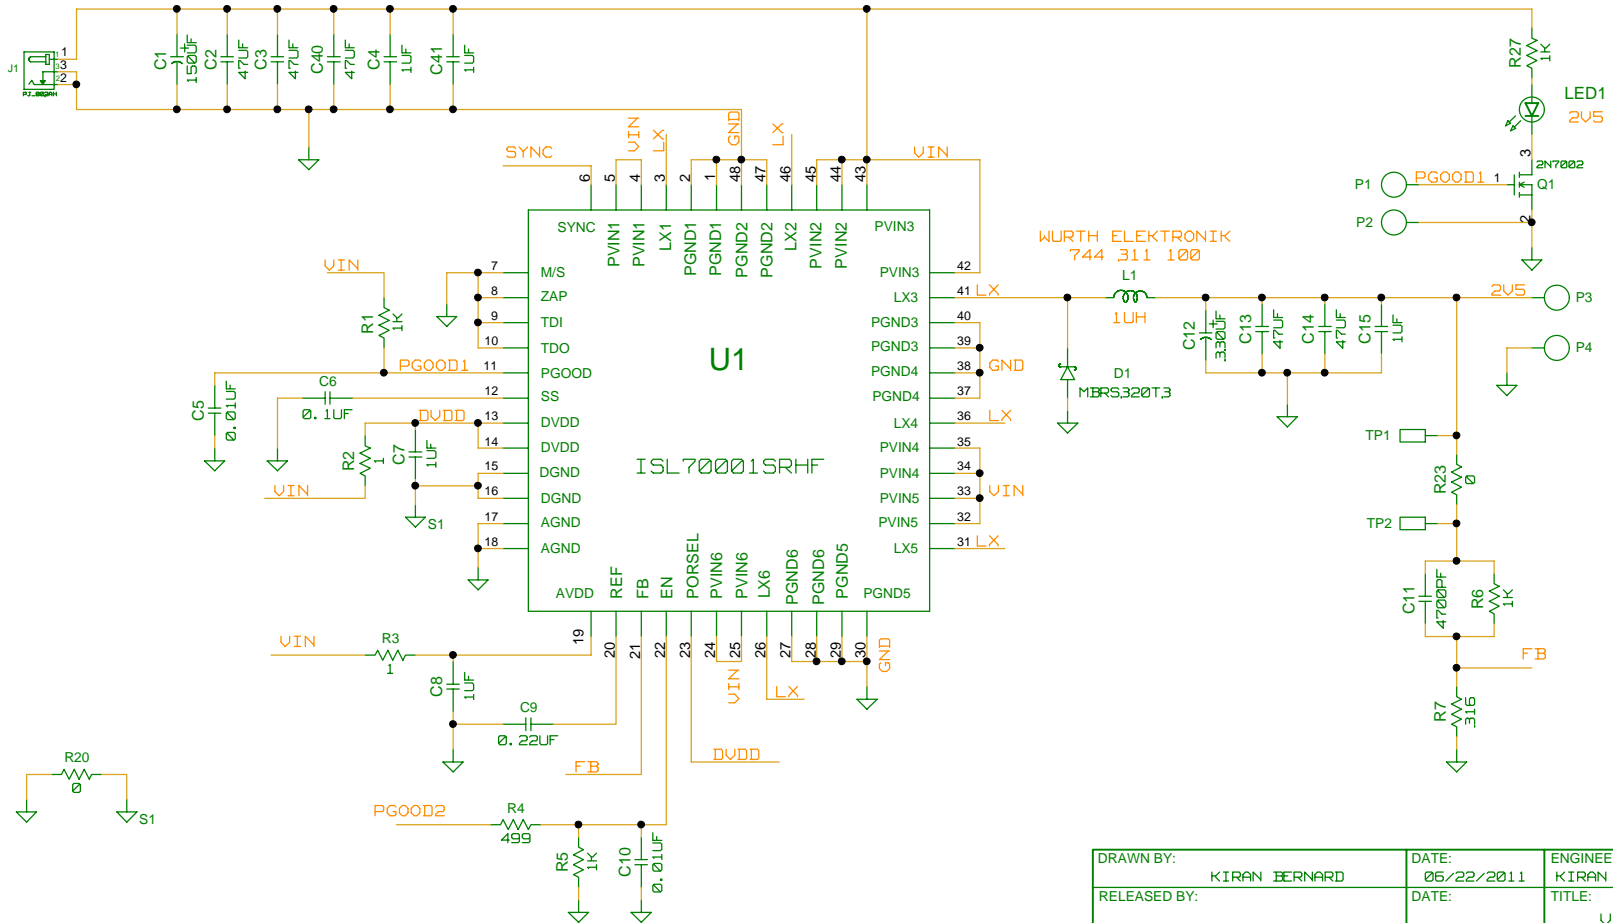 J1
1
3
2
PJ_002AH
C1
150UF
+
C2
47UF
C3
47UF
C40
47UF
C4
1UF
C41
1UF
R27
1K
LED1
2V5
3
2N7002
P1
PGOOD1
1
Q1
P2
2
SYNC
VIN
LX
GND
LX
VIN
6
5
4
3
2
1
48
47
46
45
44
43
SYNC
PVIN1
PVIN1
LX1
PGND1
PGND1
PGND2
PGND2
LX2
PVIN2
PVIN2
PVIN3
VIN
R1
1K
PGOOD1
C5
0.01UF
C6
0.1UF
DVDD
R2
1
C7
1UF
VIN
S1
7
M/S
8
ZAP
9
TDI
10
TDO
11
PGOOD
12
SS
13
DVDD
14
DVDD
15
DGND
16
DGND
17
AGND
18
AGND
U1
ISL70001SRHF
PVIN3
42
LX3
41
LX
PGND3
40
PGND3
39
PGND4
38
GND
PGND4
37
LX4
36
LX
PVIN4
35
PVIN4
34
PVIN5
33
VIN
PVIN5
32
LX5
31
LX
WURTH ELEKTRONIK
744 311 100
L1
1UH
D1
MBRS320T3
C12
330UF
+
C13
47UF
C14
47UF
C15
1UF
2V5
P3
P4
TP1
R23
0
TP2
C11
4700PF
R6
1K
FB
R7
316
AVDD
REF
FB
EN
PORSEL
PVIN6
PVIN6
LX6
PGND6
PGND6
PGND5
PGND5
19
20
21
22
23
24
25
26
27
28
29
30
VIN
R3
1
C8
1UF
C9
0.22UF
VIN
LX
GND
DVDD
FB
PGOOD2
R4
499
R5
1K
C10
0.01UF
R20
0
S1
DRAWN BY:
KIRAN BERNARD
DATE:
06/22/2011
ENGINEE
KIRAN
RELEASED BY:
DATE:
TITLE: